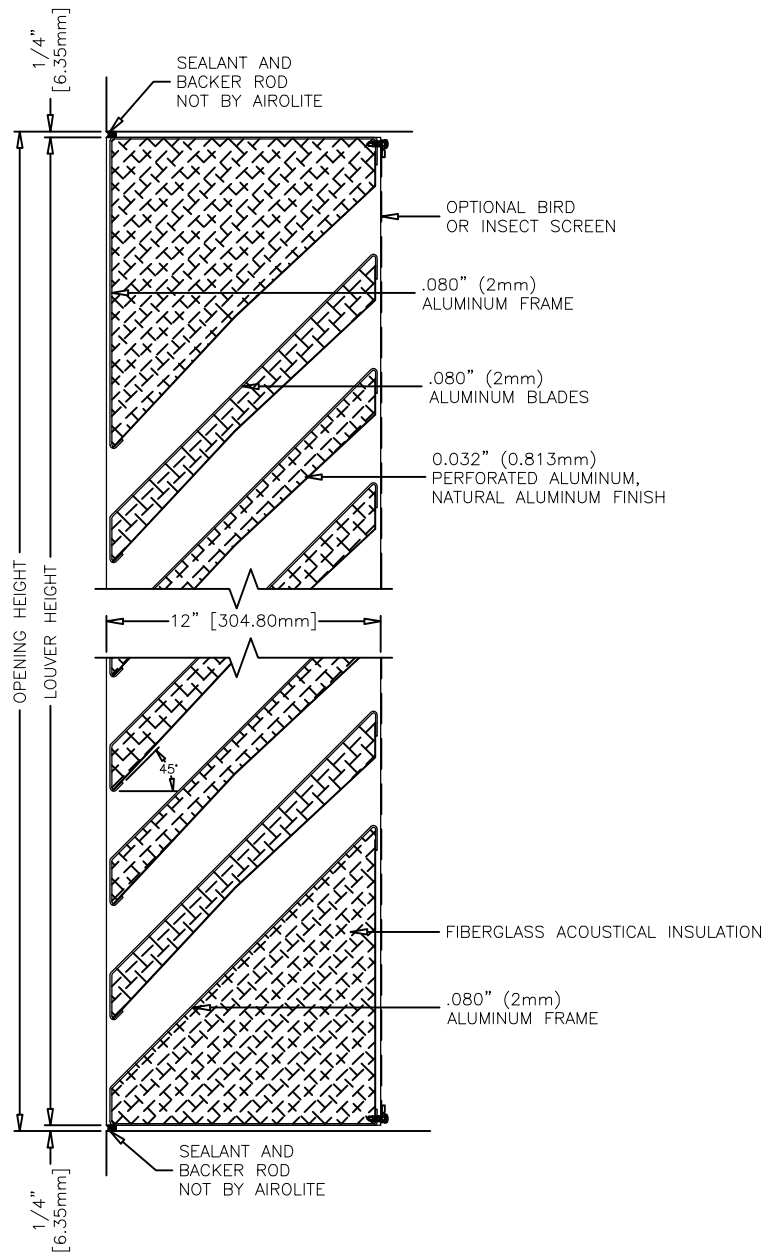 1/4"
[6.35mm]
SEALANT AND
BACKER ROD
NOT BY AIROLITE
OPTIONAL BIRD
OR INSECT SCREEN
.080" (2mm)
ALUMINUM FRAME
.080" (2mm)
ALUMINUM BLADES
0.032" (0.813mm)
PERFORATED ALUMINUM,
NATURAL ALUMINUM FINISH
OPENING HEIGHT
LOUVER HEIGHT
12" [304.80mm]
45°
FIBERGLASS ACOUSTICAL INSULATION
.080" (2mm)
ALUMINUM FRAME
SEALANT AND
BACKER ROD
NOT BY AIROLITE
1/4"
[6.35mm]